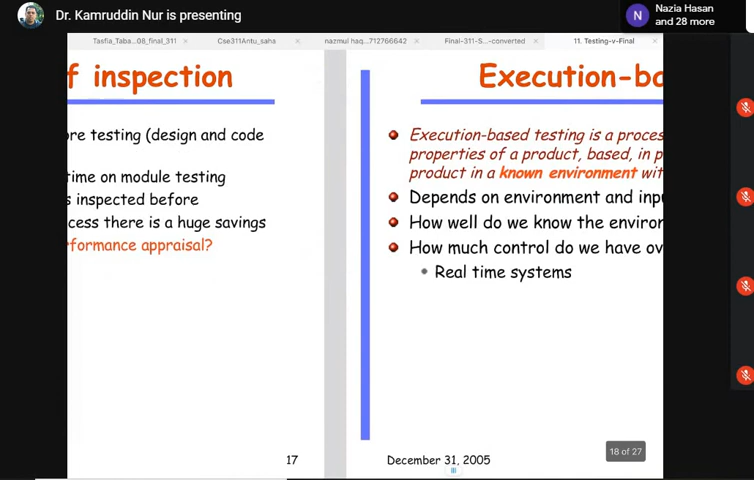 Dr. Kamruddin Nur is presenting
N Nazia Hasan
and 28 more
Tasfia_Taba...08_final_311 × Cse311Antu_saha × nazmul haq...712766642 × Final-311-S...-converted × 11. Testing-v-Final ×
f inspection
ore testing (design and code
time on module testing
s inspected before
cess there is a huge savings
formance appraisal?
17
Execution-ba
Execution-based testing is a proces
properties of a product, based, in p
product in a known environment wit
Depends on environment and inpu
How well do we know the environ
How much control do we have ov
Real time systems
December 31, 2005
18 of 27